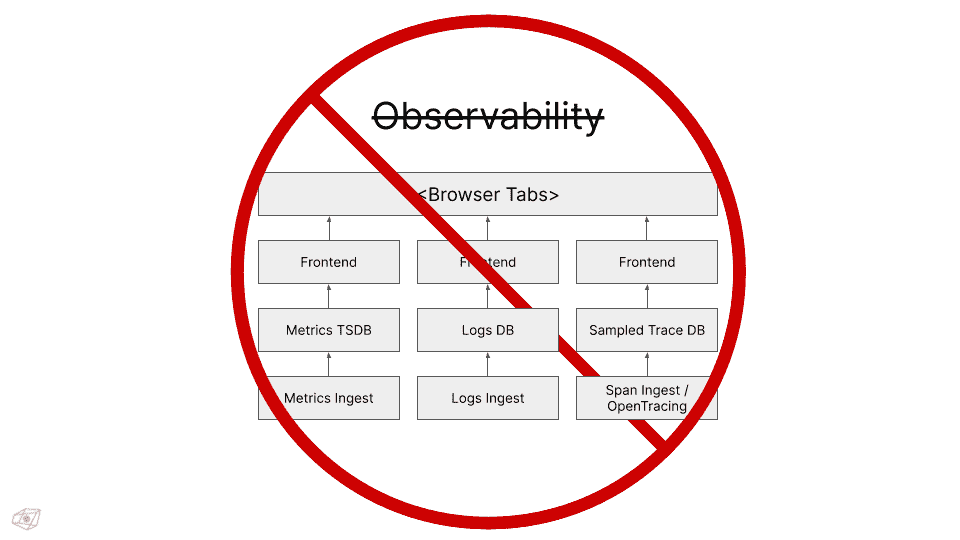 Observability
<Browser Tabs>
Frontend
Frontend
Frontend
Metrics TSDB
Logs DB
Sampled Trace DB
Metrics Ingest
Logs Ingest
Span Ingest /
OpenTracing